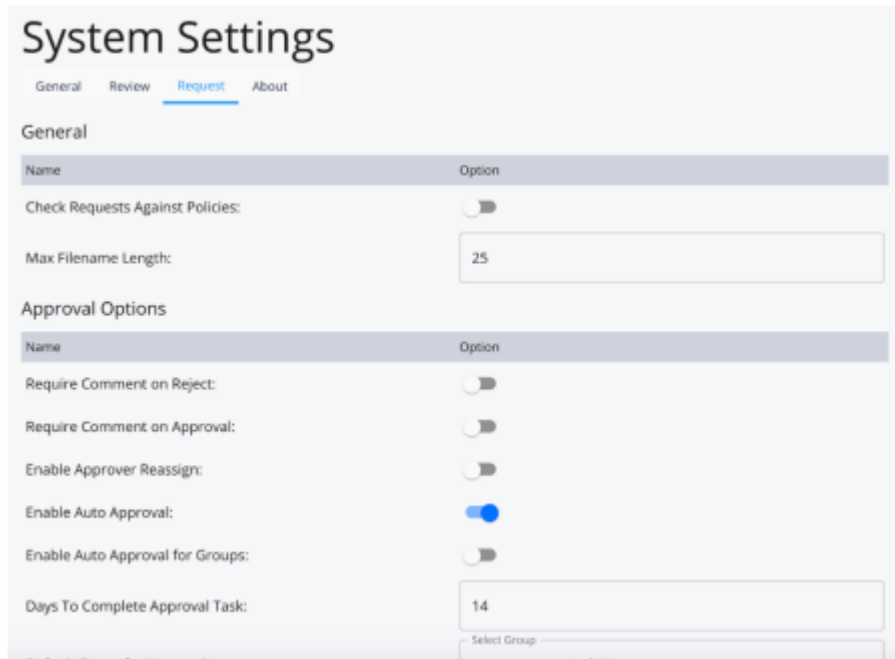 System Settings
General Review Request About
General
Name Option
Check Requests Against Policies:
Max Filename Length: 25
Approval Options
Name Option
Require Comment on Reject:
Require Comment on Approval:
Enable Approver Reassign:
Enable Auto Approval:
Enable Auto Approval for Groups:
Days To Complete Approval Task: 14
Select Group